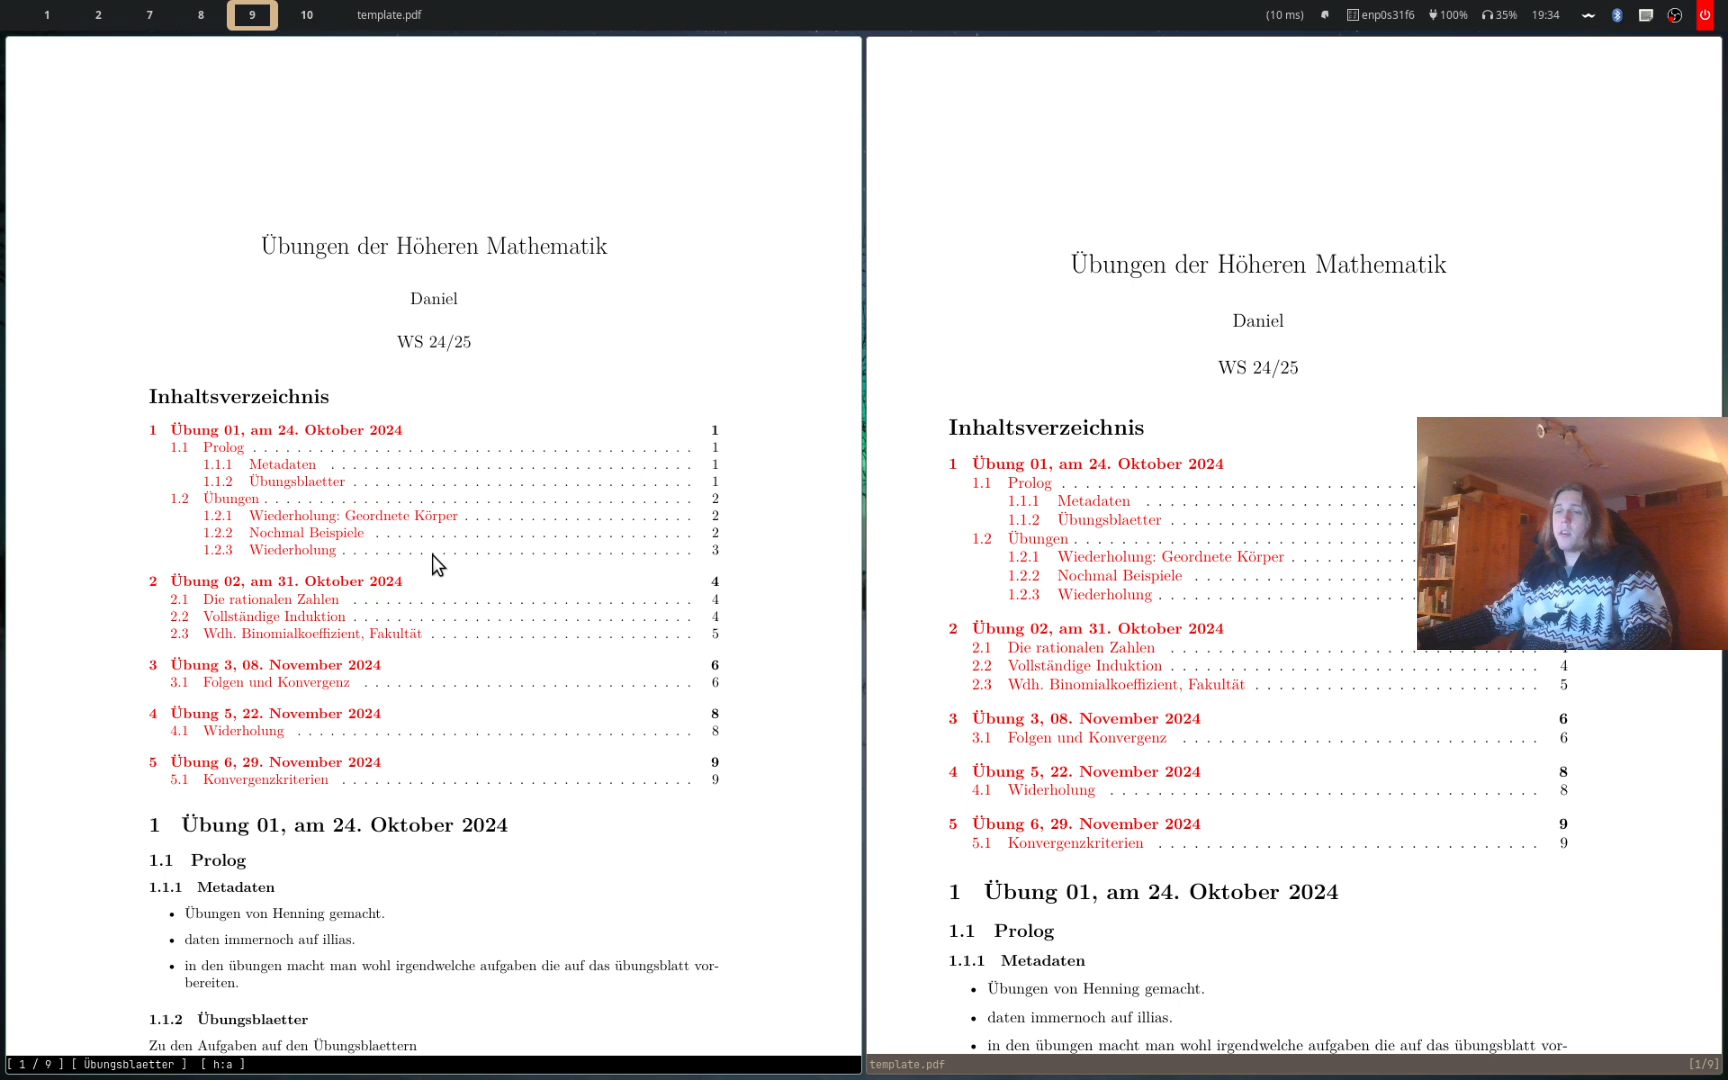 1 2 7 8 9 10 template.pdf (10 ms) enp0s31f6 100% 35% 19:34
Übungen der Höheren Mathematik
Daniel
WS 24/25
Inhaltsverzeichnis
1 Übung 01, am 24. Oktober 2024 1
1.1 Prolog 1
1.1.1 Metadaten 1
1.1.2 Übungsblaetter 1
1.2 Übungen 2
1.2.1 Wiederholung: Geordnete Körper 2
1.2.2 Nochmal Beispiele 2
1.2.3 Wiederholung 3
2 Übung 02, am 31. Oktober 2024 4
2.1 Die rationalen Zahlen 4
2.2 Vollständige Induktion 4
2.3 Wdh. Binomialkoeffizient, Fakultät 5
3 Übung 3, 08. November 2024 6
3.1 Folgen und Konvergenz 6
4 Übung 5, 22. November 2024 8
4.1 Widerholung 8
5 Übung 6, 29. November 2024 9
5.1 Konvergenzkriterien 9
1 Übung 01, am 24. Oktober 2024
1.1 Prolog
1.1.1 Metadaten
• Übungen von Henning gemacht.
• daten immernoch auf illias.
• in den übungen macht man wohl irgendwelche aufgaben die auf das übungsblatt vor-
bereiten.
1.1.2 Übungsblaetter
Zu den Aufgaben auf den Übungsblaettern
[ 1 / 9 ] [ Übungsblaetter ] [ h:a ]
Übungen der Höheren Mathematik
Daniel
WS 24/25
Inhaltsverzeichnis
1 Übung 01, am 24. Oktober 2024
1.1 Prolog
1.1.1 Metadaten
1.1.2 Übungsblaetter
1.2 Übungen
1.2.1 Wiederholung: Geordnete Körper
1.2.2 Nochmal Beispiele
1.2.3 Wiederholung
2 Übung 02, am 31. Oktober 2024
2.1 Die rationalen Zahlen
2.2 Vollständige Induktion 4
2.3 Wdh. Binomialkoeffizient, Fakultät 5
3 Übung 3, 08. November 2024 6
3.1 Folgen und Konvergenz 6
4 Übung 5, 22. November 2024 8
4.1 Widerholung 8
5 Übung 6, 29. November 2024 9
5.1 Konvergenzkriterien 9
1 Übung 01, am 24. Oktober 2024
1.1 Prolog
1.1.1 Metadaten
• Übungen von Henning gemacht.
• daten immernoch auf illias.
• in den übungen macht man wohl irgendwelche aufgaben die auf das übungsblatt vor-
template.pdf [1/9]